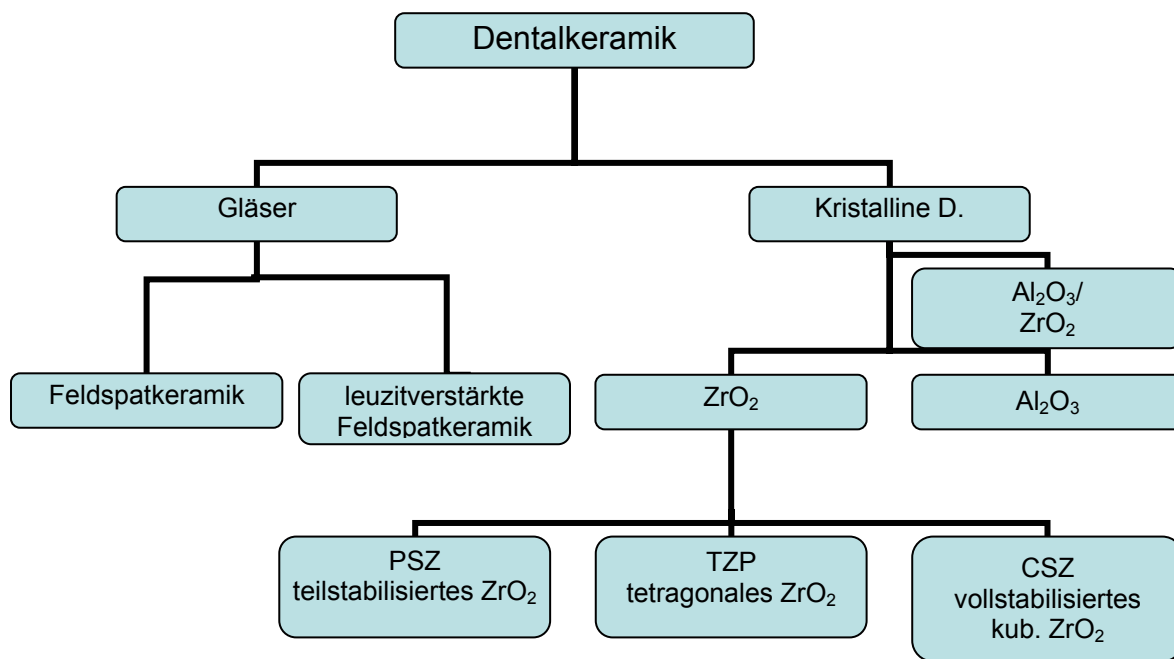 Dentalkeramik
Gläser
Kristalline D.
Al₂O₃/
ZrO₂
Feldspatkeramik
leuzitverstärkte
Feldspatkeramik
ZrO₂
Al₂O₃
PSZ
teilstabilisiertes ZrO₂
TZP
tetragonales ZrO₂
CSZ
vollstabilisiertes
kub. ZrO₂